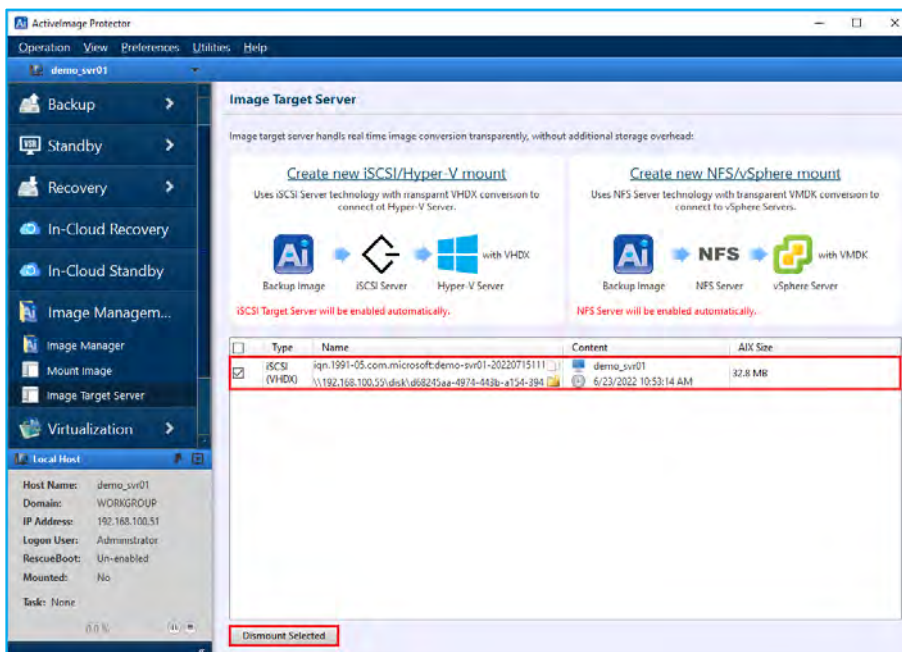 ActiveImage Protector
Operation View Preferences Utilities Help
demo_svr01
Backup
Standby
Recovery
In-Cloud Recovery
In-Cloud Standby
Image Managem...
Image Manager
Mount Image
Image Target Server
Virtualization
Local Host
Host Name: demo_svr01
Domain: WORKGROUP
IP Address: 192.168.100.51
Logon User: Administrator
RescueBoot: Un-enabled
Mounted: No
Task: None
0.0 %
Image Target Server
Image target server handls real time image conversion transparently, without additional storage overhead:
Create new iSCSI/Hyper-V mount
Uses iSCSI Server technology with transparnt VHDX conversion to
connect ot Hyper-V Server.
Ai
with VHDX
Backup Image iSCSI Server Hyper-V Server
iSCSI Target Server will be enabled automatically.
Create new NFS/vSphere mount
Uses NFS Server technology with transparent VMDK conversion to
connect to vSphere Servers.
Ai NFS with VMDK
Backup Image NFS Server vSphere Server
NFS Server will be enabled automatically.
Type Name Content AIX Size
iSCSI
(VHDX)
iqn.1991-05.com.microsoft:demo-svr01-20220715111
\\192.168.100.55\disk\d68245aa-4974-443b-a154-394
demo_svr01
6/23/2022 10:53:14 AM
32.8 MB
Dismount Selected